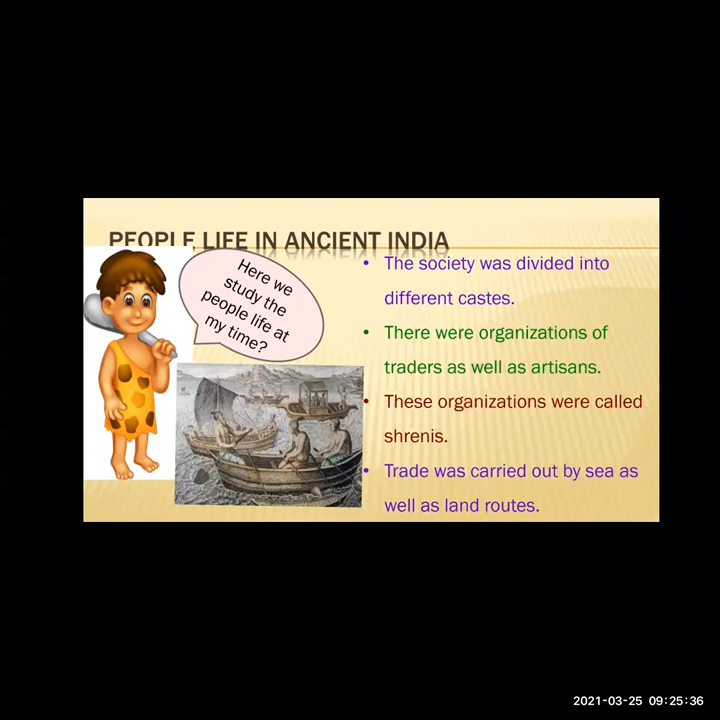 PEOPLE LIFE IN ANCIENT INDIA
Here we
study the
people life at
my time?
• The society was divided into
different castes.
• There were organizations of
traders as well as artisans.
• These organizations were called
shrenis.
• Trade was carried out by sea as
well as land routes.
2021-03-25 09:25:36